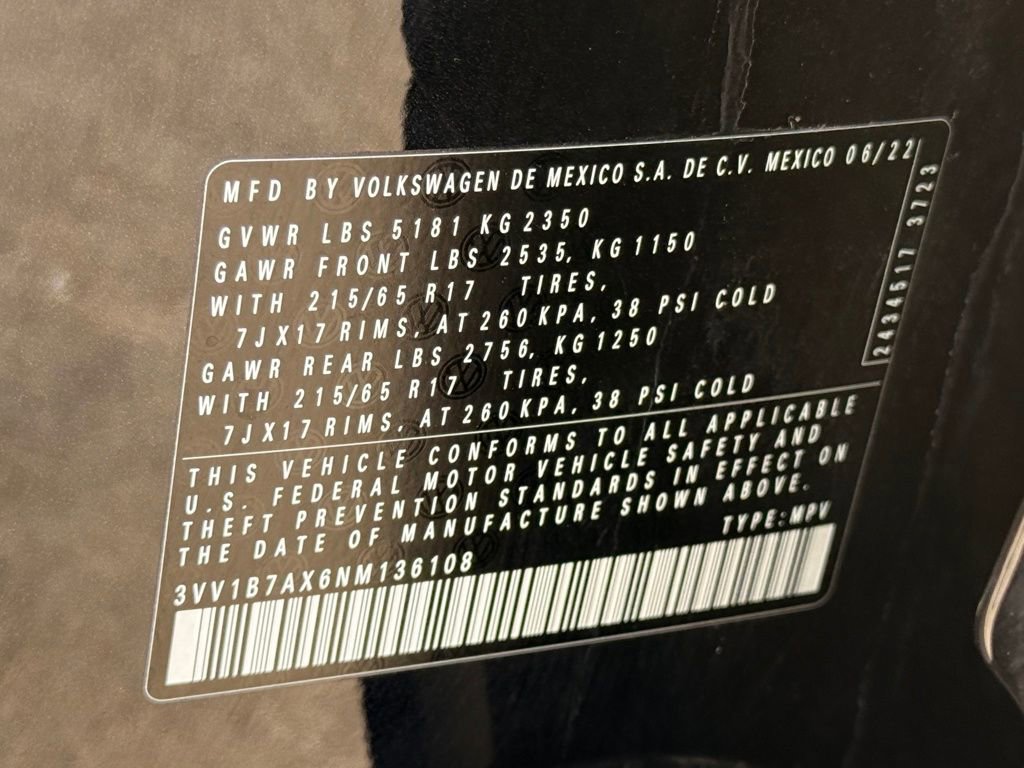 MFD BY VOLKSWAGEN DE MEXICO S.A. DE C.V. MEXICO 06/22
GVWR LBS 5181 KG 2350
GAWR FRONT LBS 2535, KG 1150
WITH 215/65 R17 TIRES,
7JX17 RIMS, AT 260 KPA, 38 PSI COLD
GAWR REAR LBS 2756, KG 1250
WITH 215/65 R17 TIRES,
7JX17 RIMS, AT 260 KPA, 38 PSI COLD
2434517 3723
THIS VEHICLE CONFORMS TO ALL APPLICABLE
U.S. FEDERAL MOTOR VEHICLE SAFETY AND
THEFT PREVENTION STANDARDS IN EFFECT ON
THE DATE OF MANUFACTURE SHOWN ABOVE.
TYPE:MPV
3VV1B7AX6NM136108